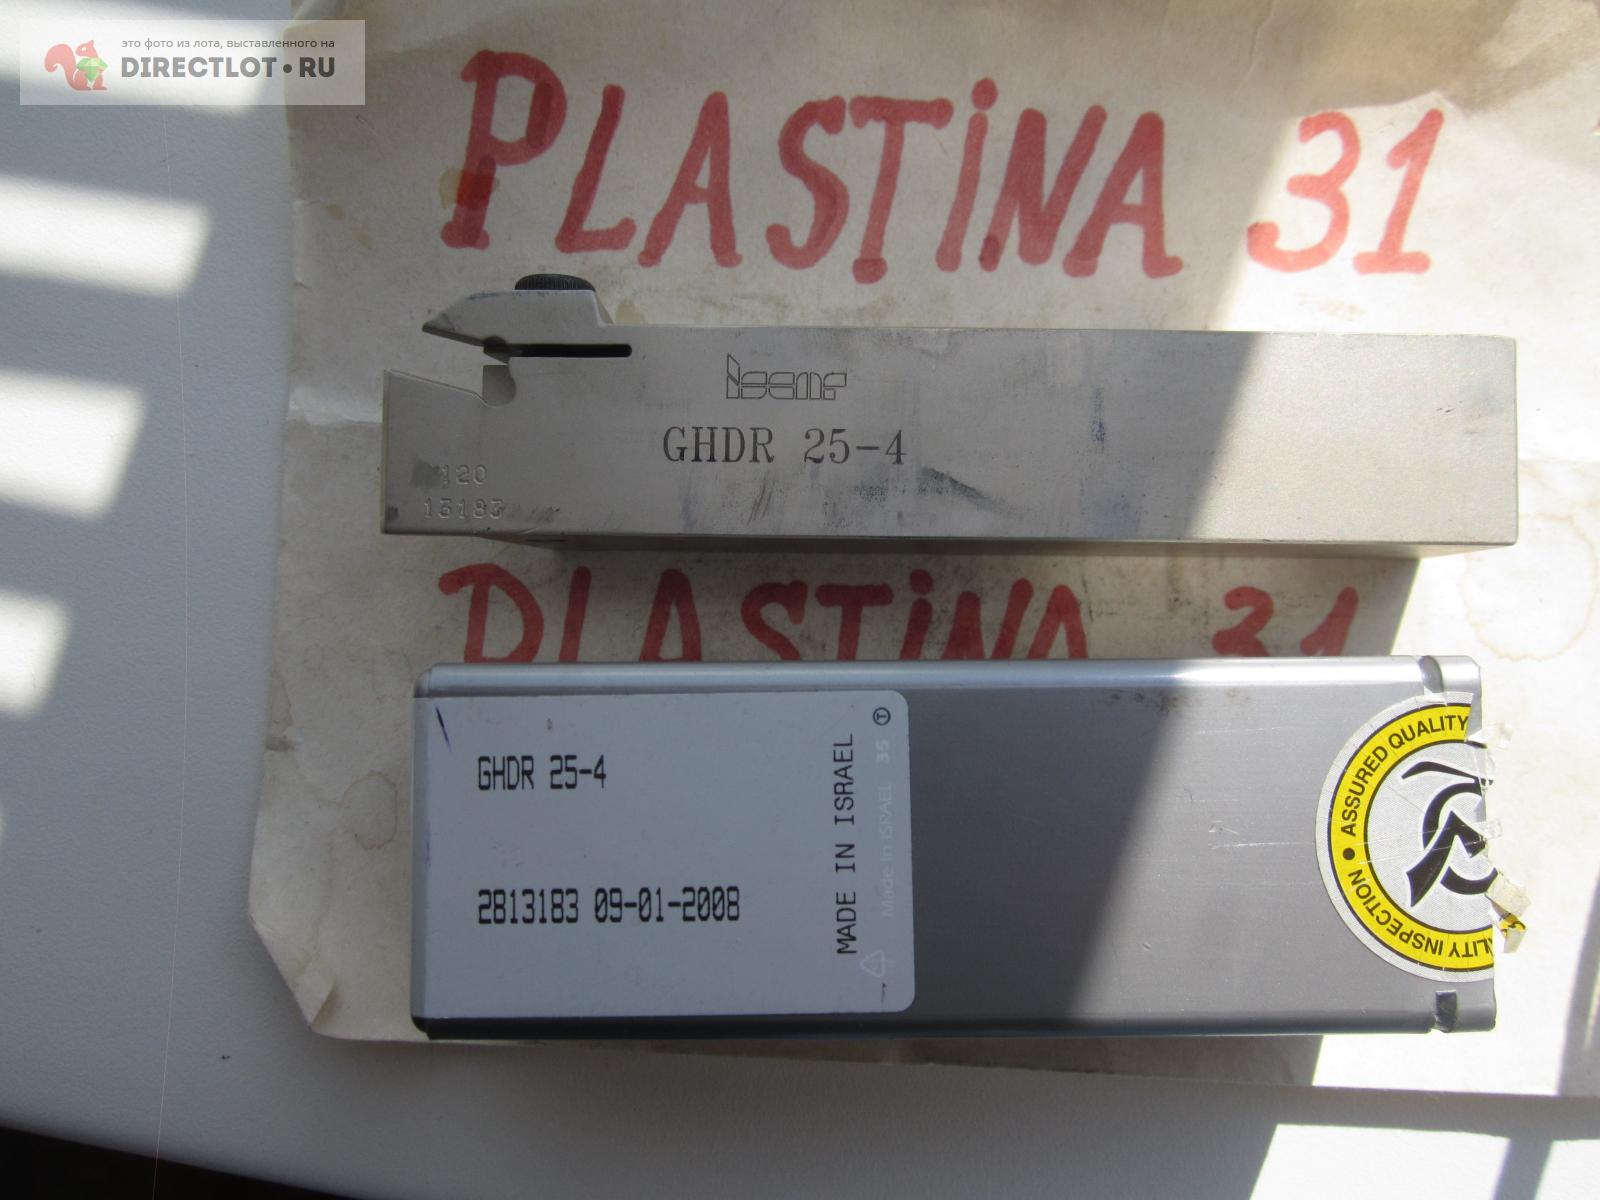 это фото из лота, выставленного на
DIRECTLOT.RU
PLASTINA 31
iscar
GHDR 25-4
120
13183
PLASTINA 31
GHDR 25-4
2813183 09-01-2008
MADE IN ISRAEL
Made In ISRAEL 35
T
ASSURED QUALITY
QUALITY INSPECTION